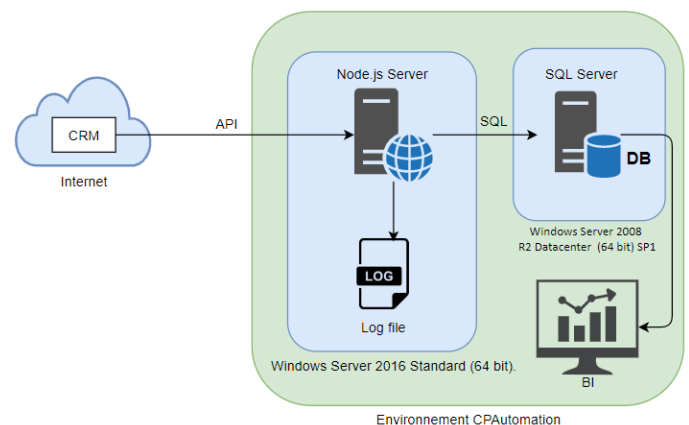 Node.js Server
SQL Server
API
SQL
CRM
DB
Internet
Windows Server 2008
R2 Datacenter (64 bit) SP1
LOG
Log file
Windows Server 2016 Standard (64 bit).
BI
Environnement CPAutomation